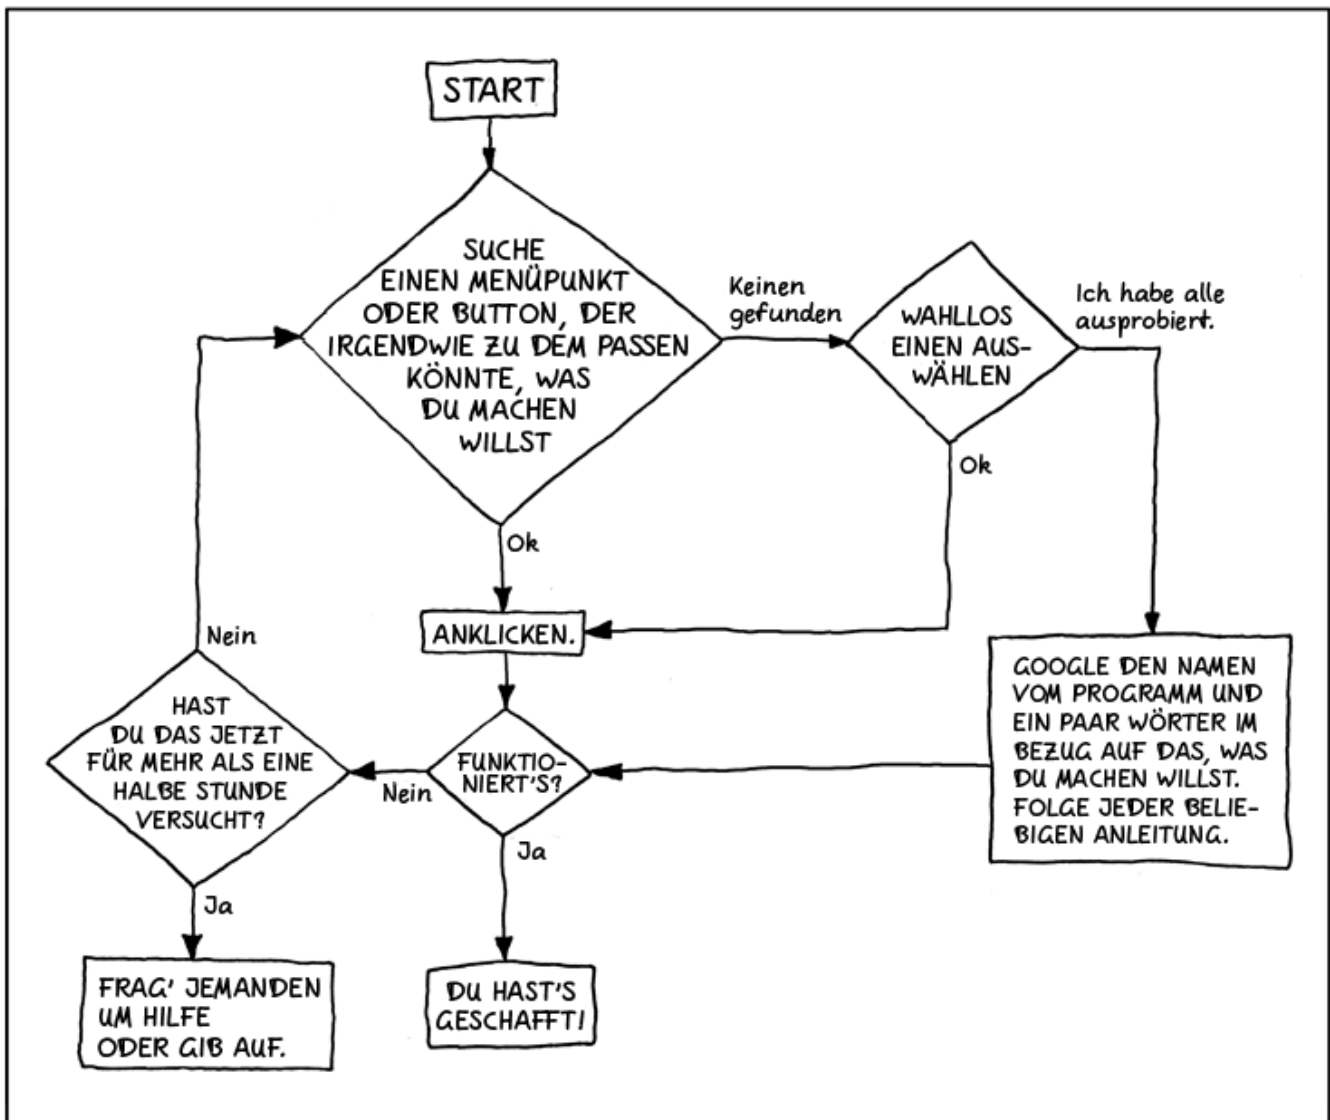 START
SUCHE
EINEN MENÜPUNKT
ODER BUTTON, DER
IRGENDWIE ZU DEM PASSEN
KÖNNTE, WAS
DU MACHEN
WILLST
Keinen
gefunden
WAHLLOS
EINEN AUS-
WÄHLEN
Ich habe alle
ausprobiert.
Ok
Ok
ANKLICKEN.
Nein
HAST
DU DAS JETZT
FÜR MEHR ALS EINE
HALBE STUNDE
VERSUCHT?
Nein
FUNKTIO-
NIERT'S?
GOOGLE DEN NAMEN
VOM PROGRAMM UND
EIN PAAR WÖRTER IM
BEZUG AUF DAS, WAS
DU MACHEN WILLST.
FOLGE JEDER BELIE-
BIGEN ANLEITUNG.
Ja
Ja
FRAG' JEMANDEN
UM HILFE
ODER GIB AUF.
DU HAST'S
GESCHAFFT!